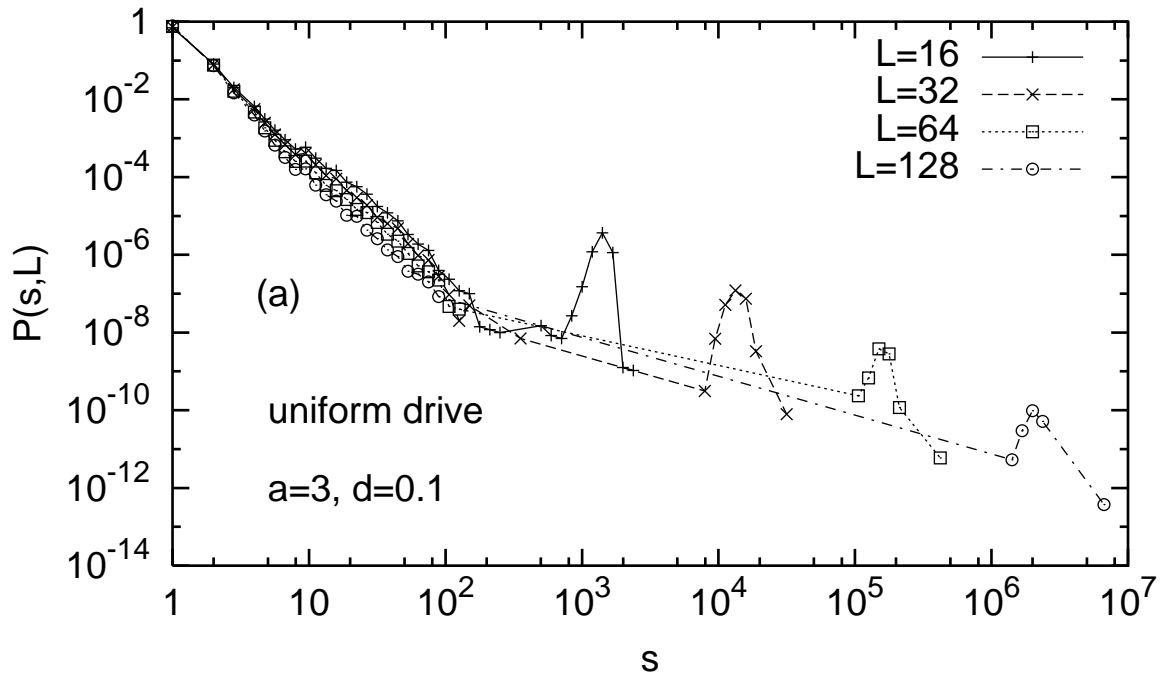 P(s,L)
1
10^-2
10^-4
10^-6
10^-8
10^-10
10^-12
10^-14
L=16
L=32
L=64
L=128
(a)
uniform drive
a=3, d=0.1
1 10 10^2 10^3 10^4 10^5 10^6 10^7
s